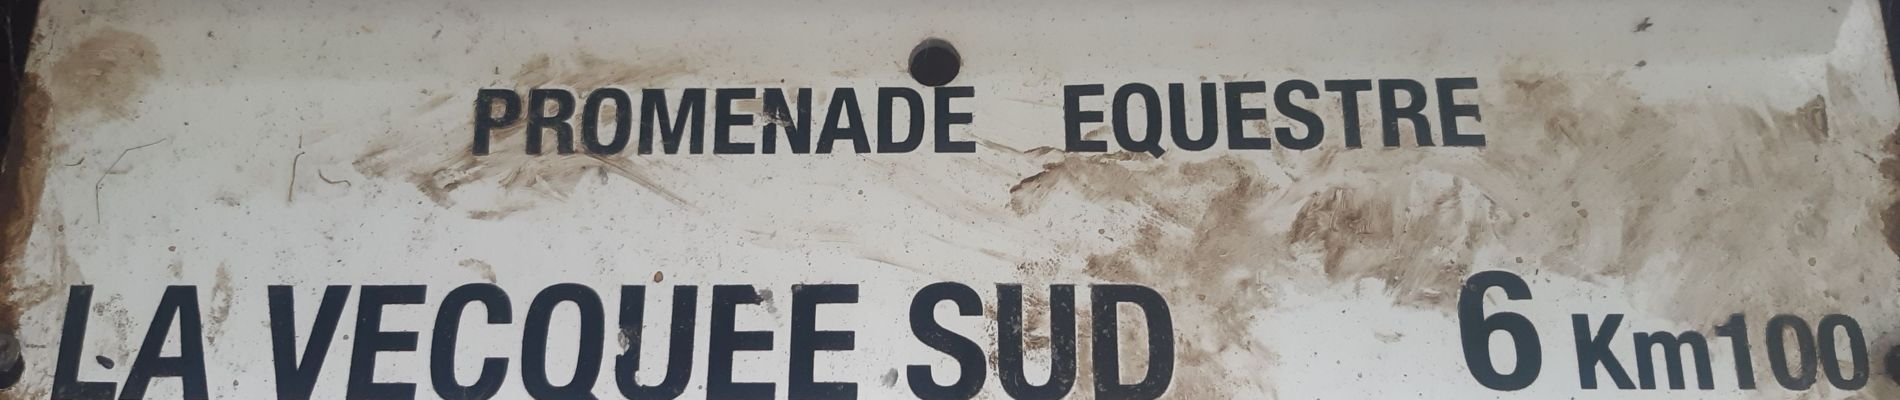 PROMENADE EQUESTRE
LA VECQUEE SUD 6 Km100